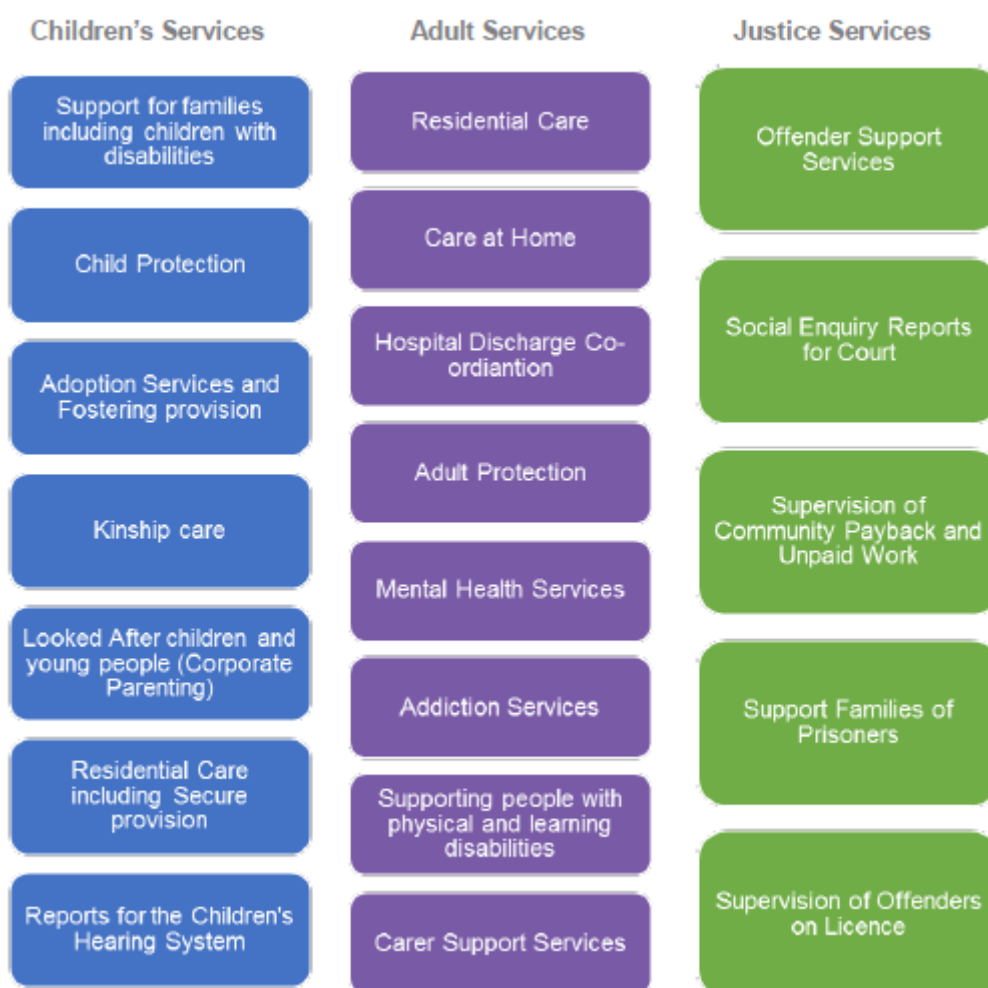 Children's Services
Support for families
including children with
disabilities
Child Protection
Adoption Services and
Fostering provision
Kinship care
Looked After children and
young people (Corporate
Parenting)
Residential Care
including Secure
provision
Reports for the Children's
Hearing System
Adult Services
Residential Care
Care at Home
Hospital Discharge Co-
ordiantion
Adult Protection
Mental Health Services
Addiction Services
Supporting people with
physical and learning
disabilities
Carer Support Services
Justice Services
Offender Support
Services
Social Enquiry Reports
for Court
Supervision of
Community Payback and
Unpaid Work
Support Families of
Prisoners
Supervision of Offenders
on Licence